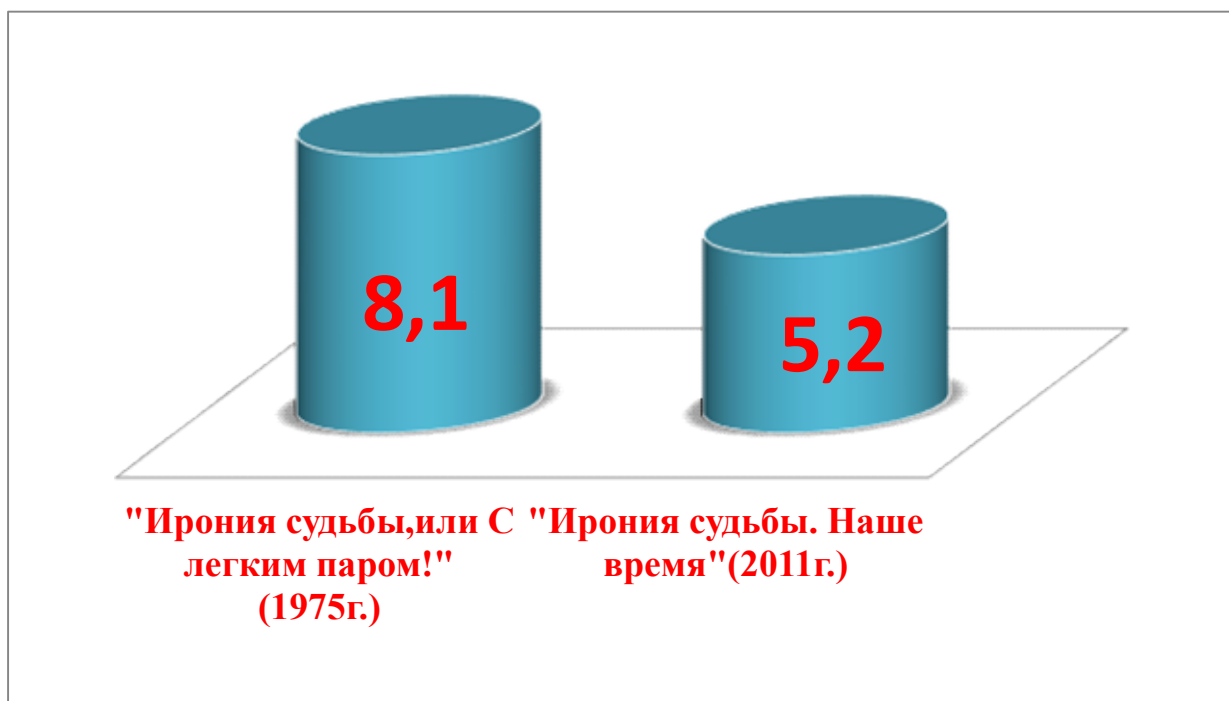 8,1
5,2
"Ирония судьбы,или С
легким паром!"
(1975г.)
"Ирония судьбы. Наше
время"(2011г.)